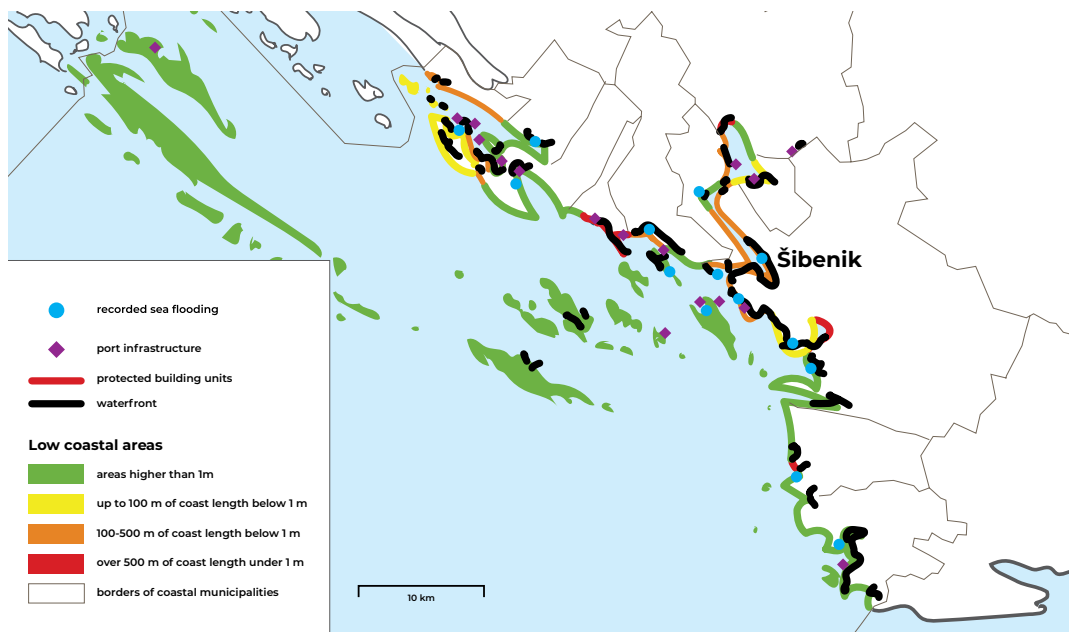 Šibenik
recorded sea flooding
port infrastructure
protected building units
waterfront
Low coastal areas
areas higher than 1m
up to 100 m of coast length below 1 m
100-500 m of coast length below 1 m
over 500 m of coast length under 1 m
borders of coastal municipalities
10 km